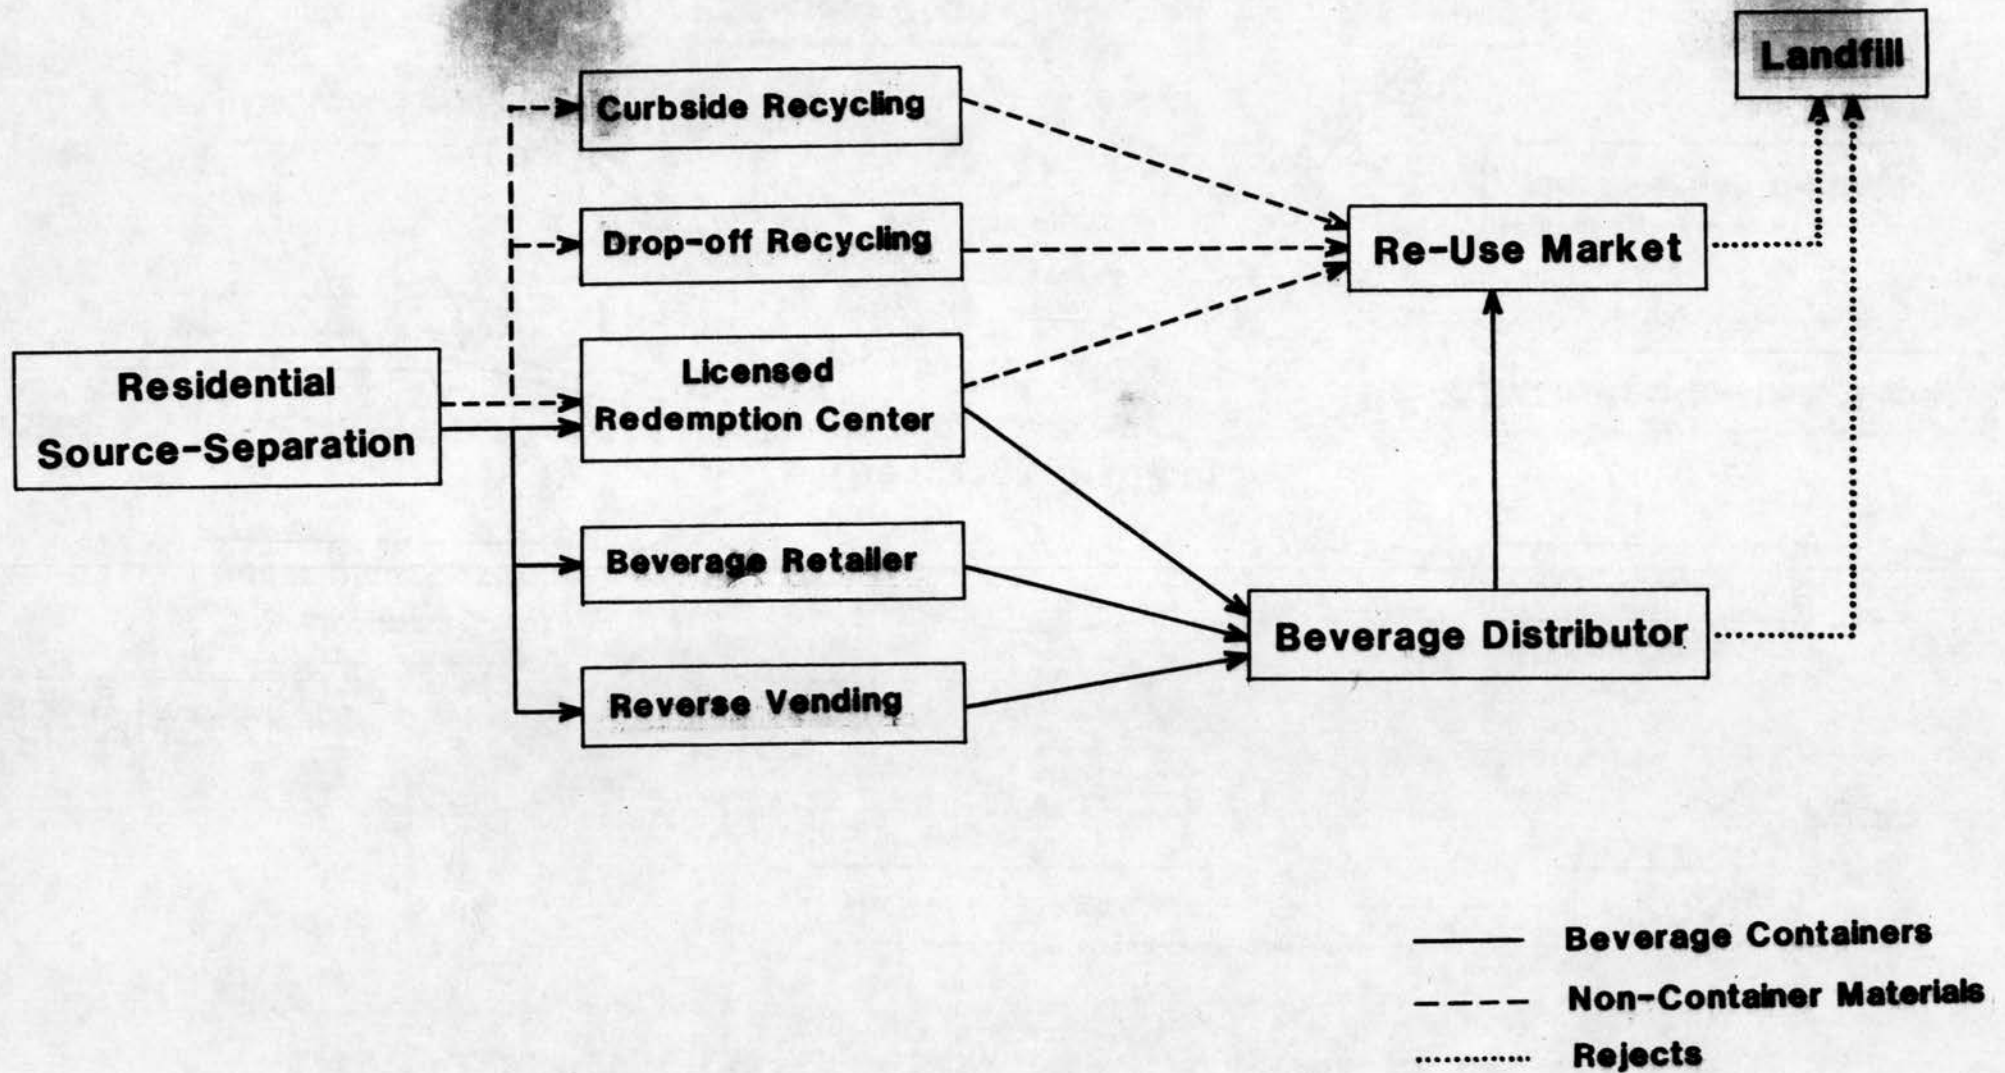 Landfill
Curbside Recycling
Drop-off Recycling
Re-Use Market
Residential
Source-Separation
Licensed
Redemption Center
Beverage Retailer
Beverage Distributor
Reverse Vending
Beverage Containers
Non-Container Materials
Rejects